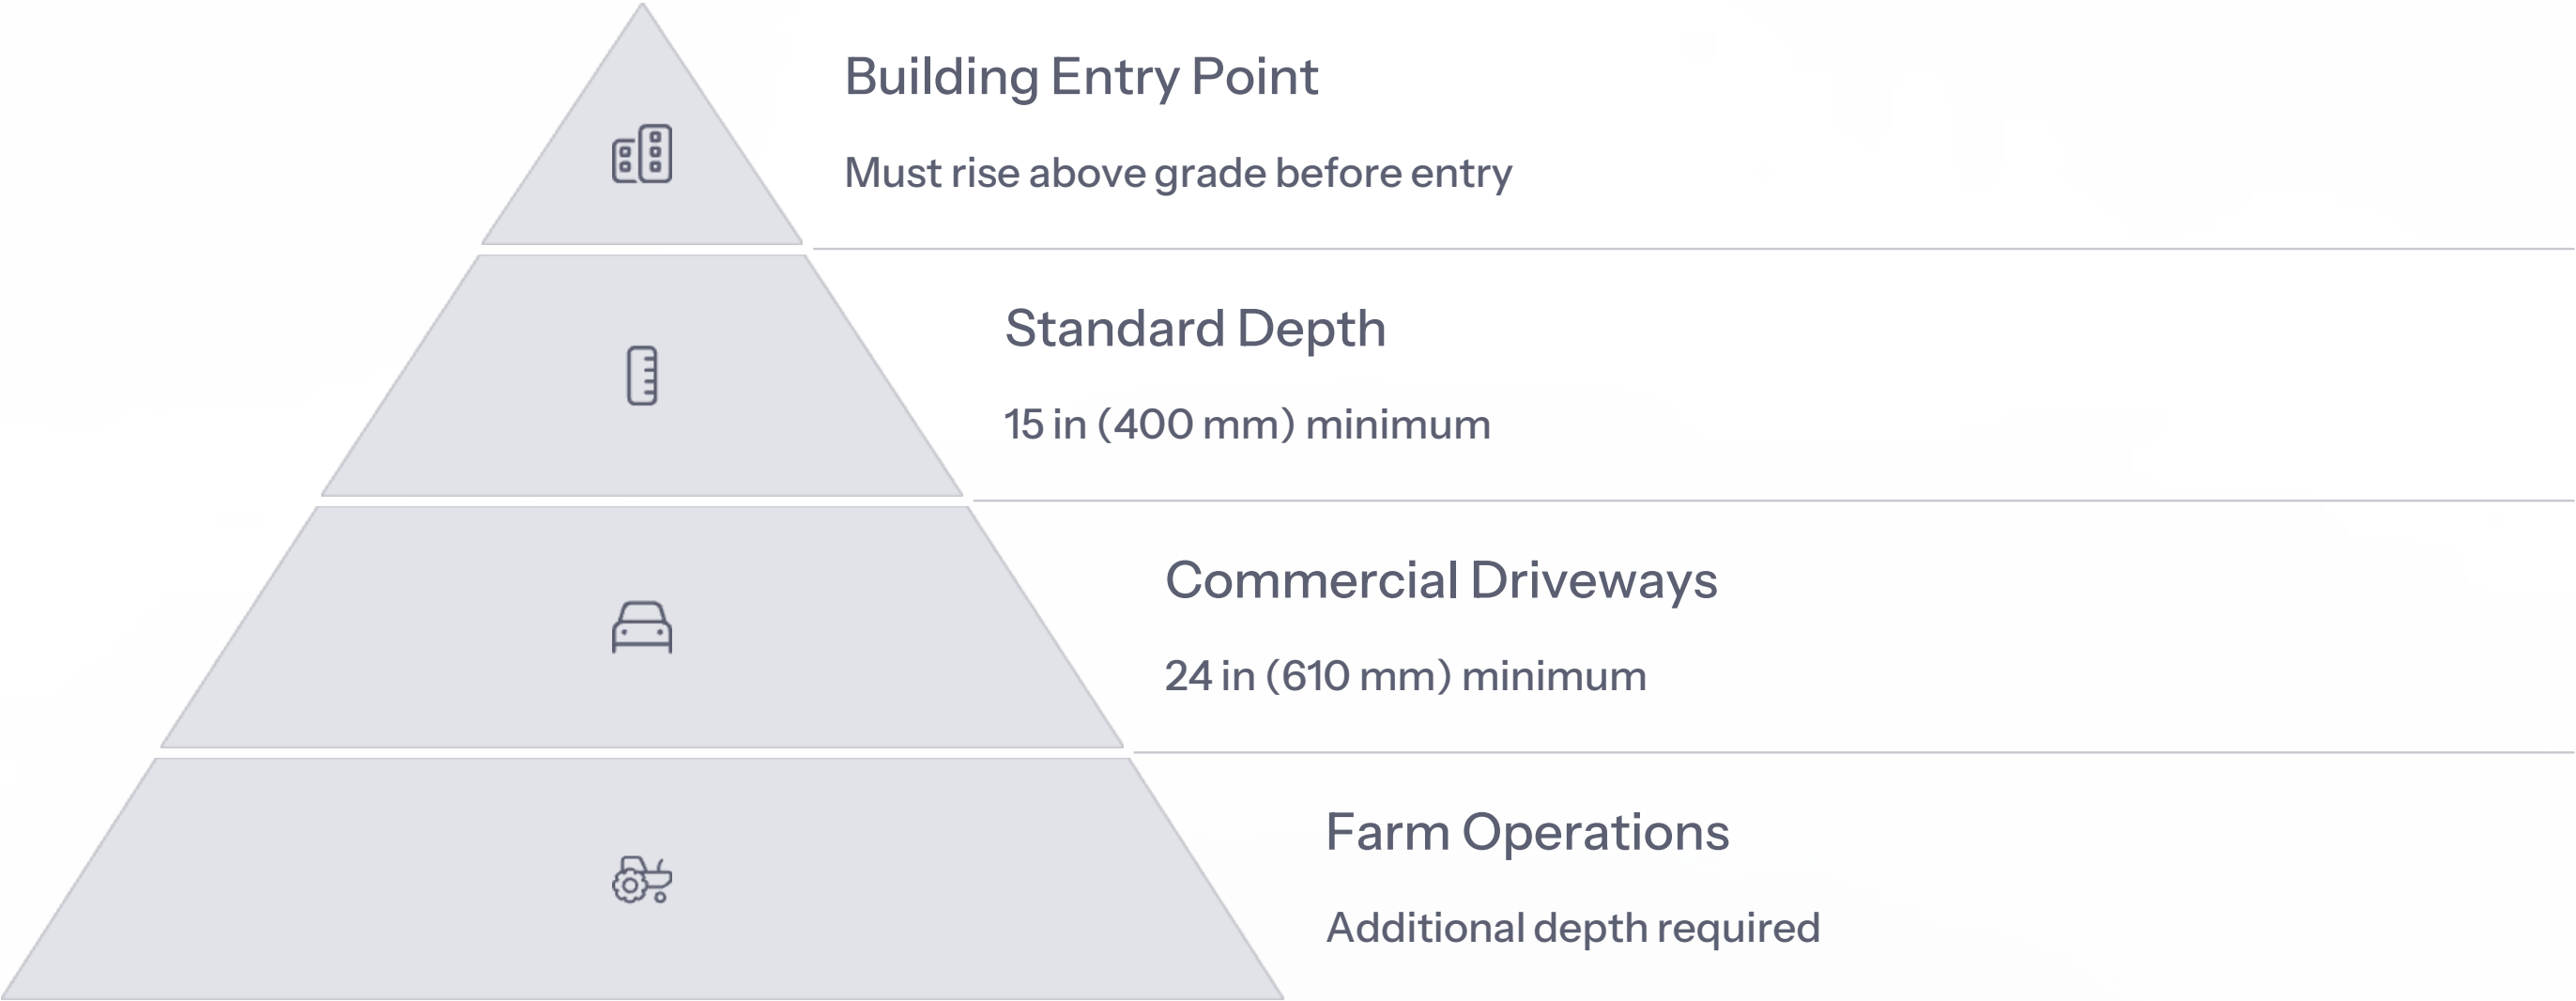 Building Entry Point
Must rise above grade before entry
Standard Depth
15 in (400 mm) minimum
Commercial Driveways
24 in (610 mm) minimum
Farm Operations
Additional depth required